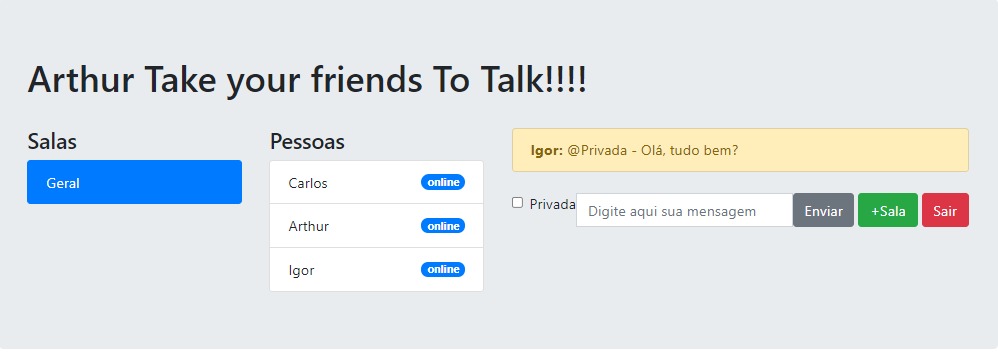 Arthur Take your friends To Talk!!!!
Salas
Geral
Pessoas
Carlos online
Arthur online
Igor online
Igor: @Privada - Olá, tudo bem?
Privada Digite aqui sua mensagem Enviar +Sala Sair